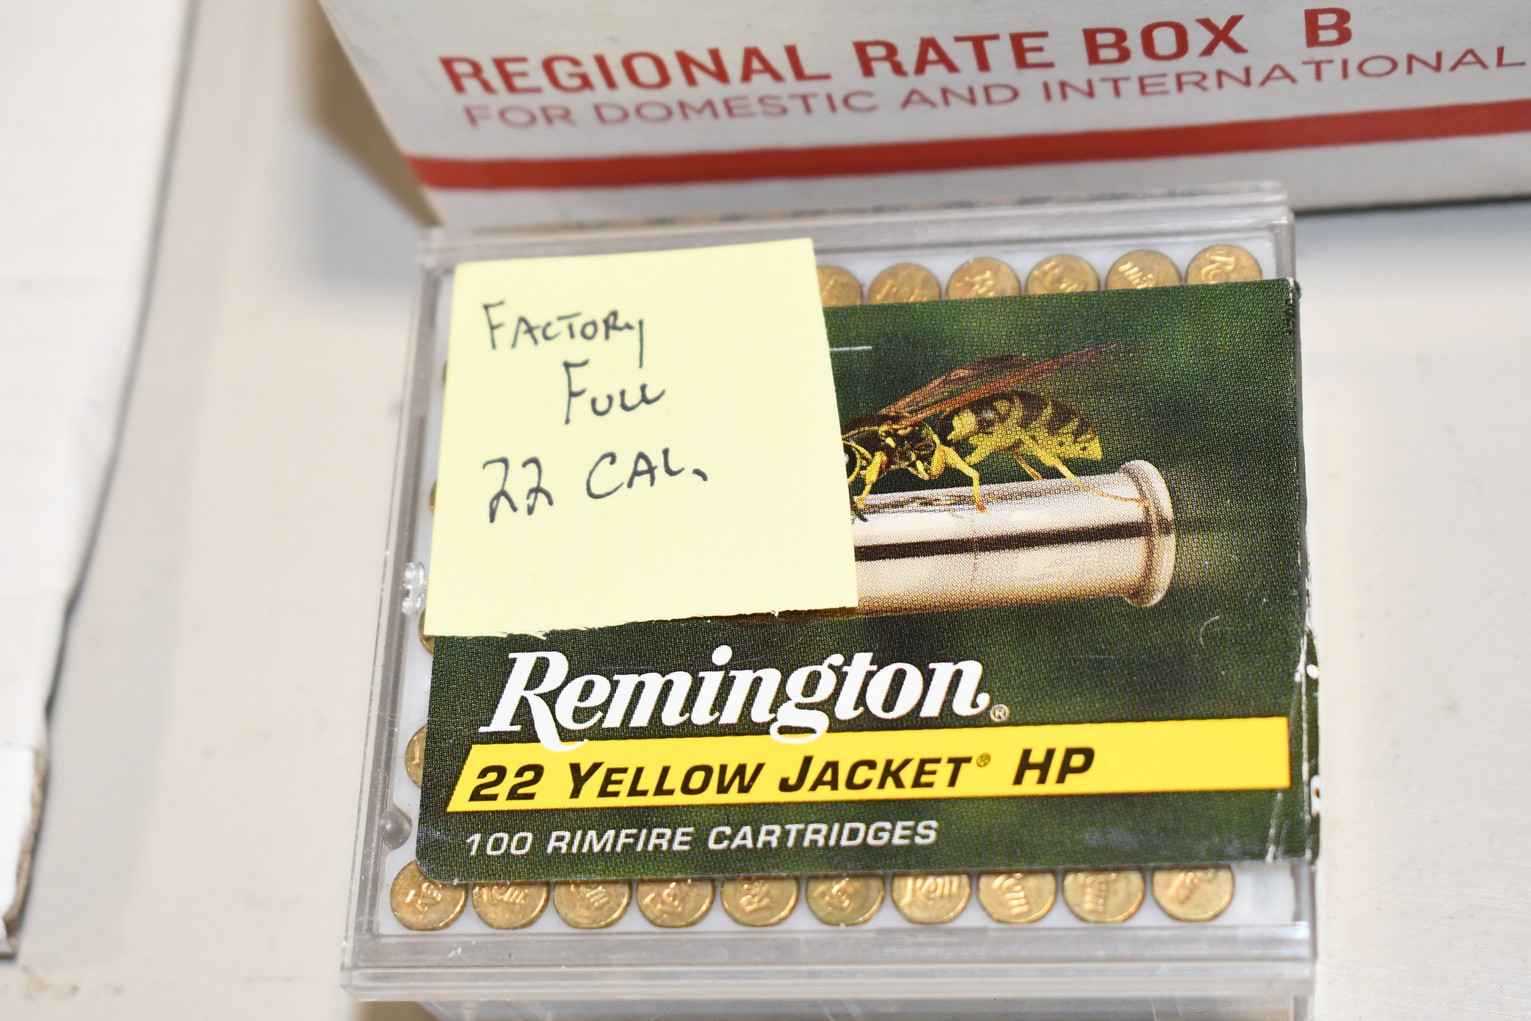 REGIONAL RATE BOX B
FOR DOMESTIC AND INTERNATIONAL
FACTORY
FULL
22 CAL.
Remington®
22 YELLOW JACKET® HP
100 RIMFIRE CARTRIDGES